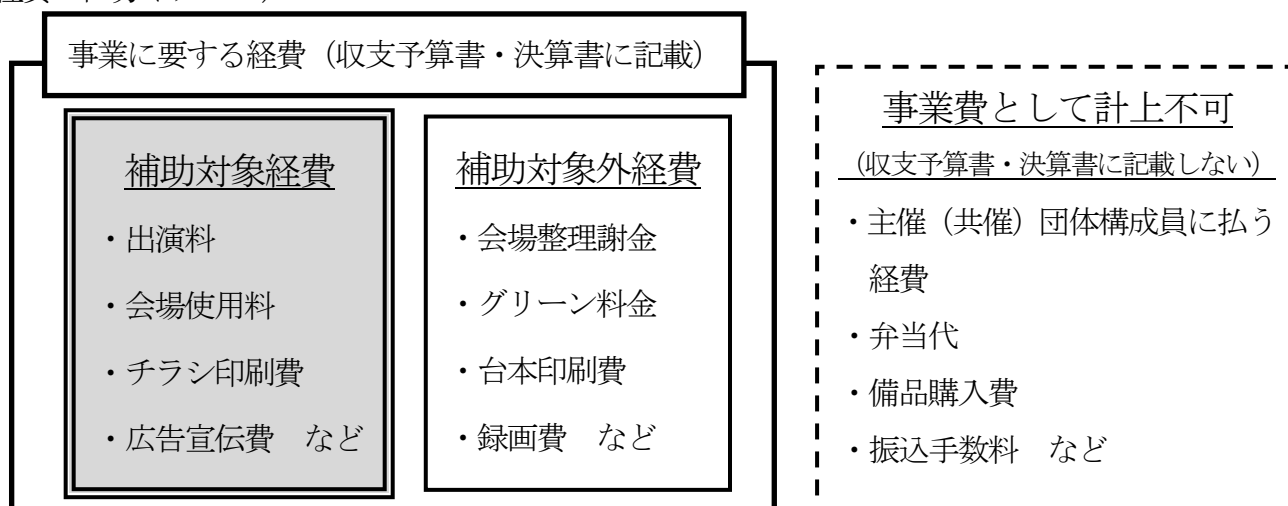 事業に要する経費（収支予算書・決算書に記載）
補助対象経費
・出演料
・会場使用料
・チラシ印刷費
・広告宣伝費　など
補助対象外経費
・会場整理謝金
・グリーン料金
・台本印刷費
・録画費　など
事業費として計上不可
（収支予算書・決算書に記載しない）
・主催（共催）団体構成員に払う
経費
・弁当代
・備品購入費
・振込手数料　など